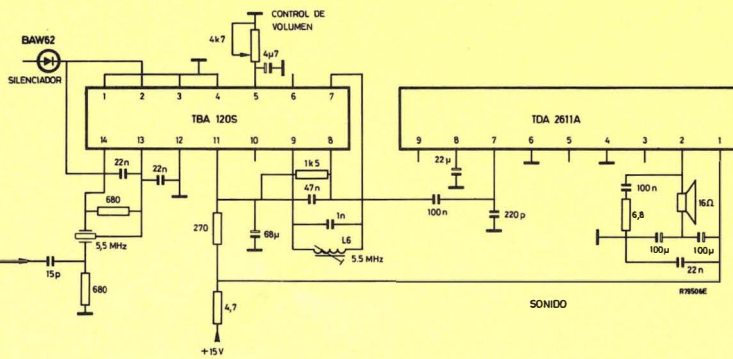 CONTROL DE
VOLUMEN
BAW62
4k7
4µ7
SILENCIADOR
1 2 3 4 5 6 7
TBA 120S
14 13 12 11 10 9 8
TDA 2611A
9 8 7 6 5 4 3 2 1
22n
22n
1k5
47n
22µ
100n
220p
100n
6,8
16Ω
680
5,5 MHz
270
68µ
1n
L6
5.5 MHz
100µ
100µ
22n
15p
680
4,7
SONIDO
R79506E
+15V